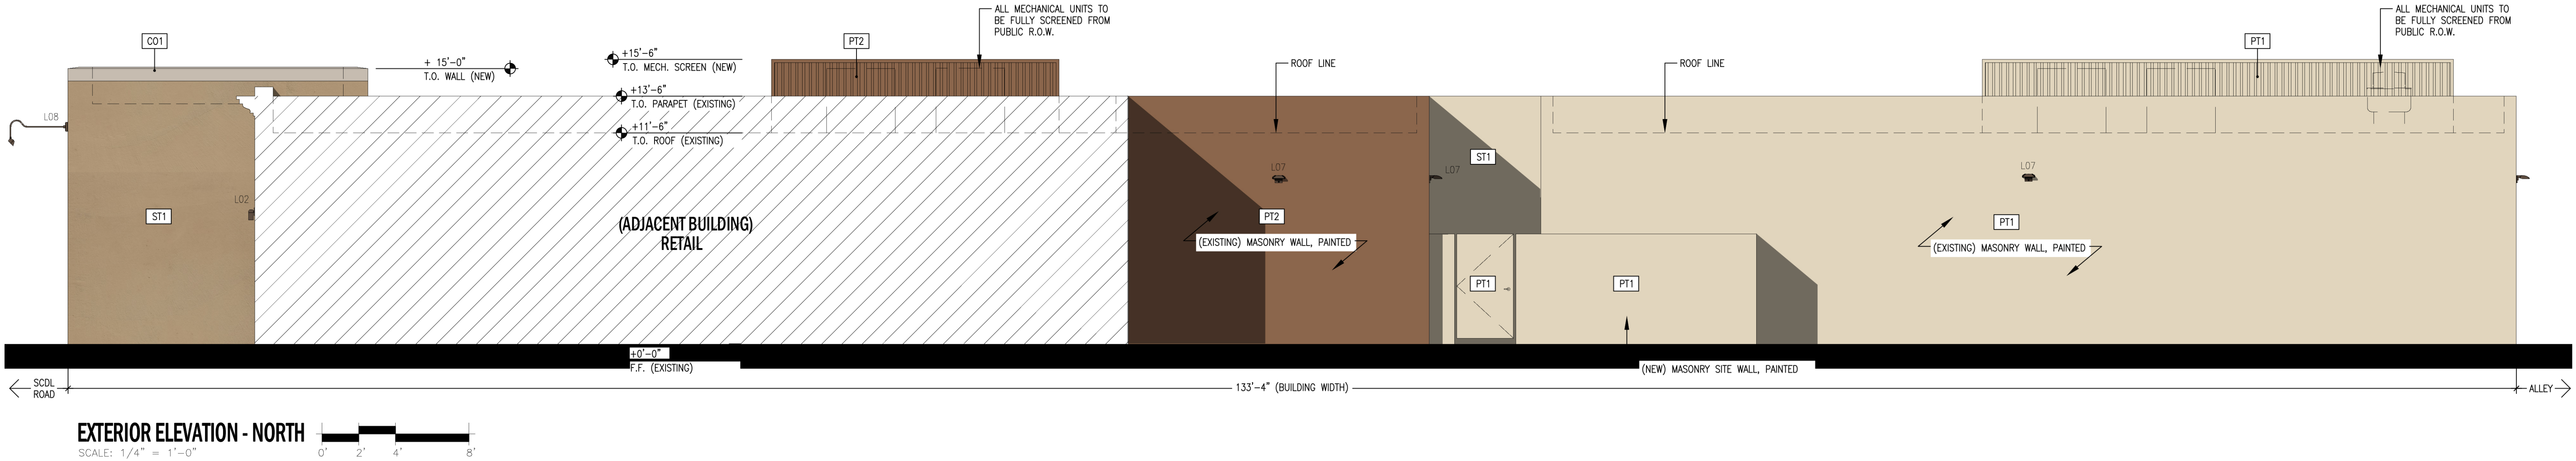 ALL MECHANICAL UNITS TO
BE FULLY SCREENED FROM
PUBLIC R.O.W.
ALL MECHANICAL UNITS TO
BE FULLY SCREENED FROM
PUBLIC R.O.W.
CO1
PT2
PT1
+15'-6"
T.O. MECH. SCREEN (NEW)
+ 15'-0"
T.O. WALL (NEW)
ROOF LINE
ROOF LINE
+13'-6"
T.O. PARAPET (EXISTING)
L08
+11'-6"
T.O. ROOF (EXISTING)
ST1
L07
L07
L07
L02
ST1
(ADJACENT BUILDING)
RETAIL
PT2
(EXISTING) MASONRY WALL, PAINTED
PT1
(EXISTING) MASONRY WALL, PAINTED
PT1
PT1
+0'-0"
F.F. (EXISTING)
(NEW) MASONRY SITE WALL, PAINTED
SCDL
ROAD
133'-4" (BUILDING WIDTH)
ALLEY
EXTERIOR ELEVATION - NORTH
SCALE: 1/4" = 1'-0"
0' 2' 4' 8'